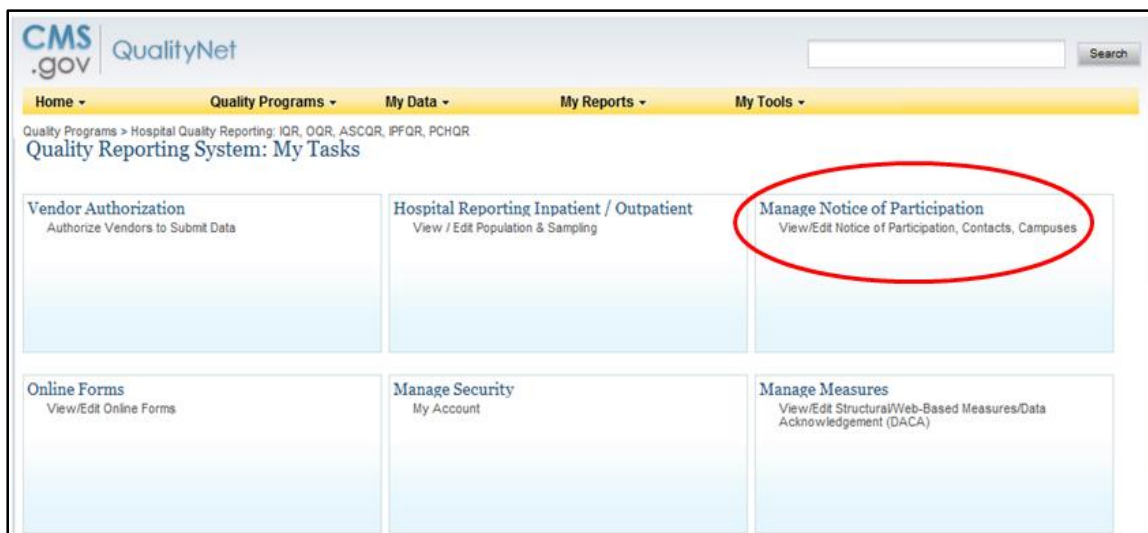 CMS
.gov
QualityNet
Search
Home
Quality Programs
My Data
My Reports
My Tools
Quality Programs > Hospital Quality Reporting: IQR, OQR, ASCQR, IPFQR, PCHQR
Quality Reporting System: My Tasks
Vendor Authorization
Authorize Vendors to Submit Data
Hospital Reporting Inpatient / Outpatient
View / Edit Population & Sampling
Manage Notice of Participation
View/Edit Notice of Participation, Contacts, Campuses
Online Forms
View/Edit Online Forms
Manage Security
My Account
Manage Measures
View/Edit Structural/Web-Based Measures/Data
Acknowledgement (DACA)